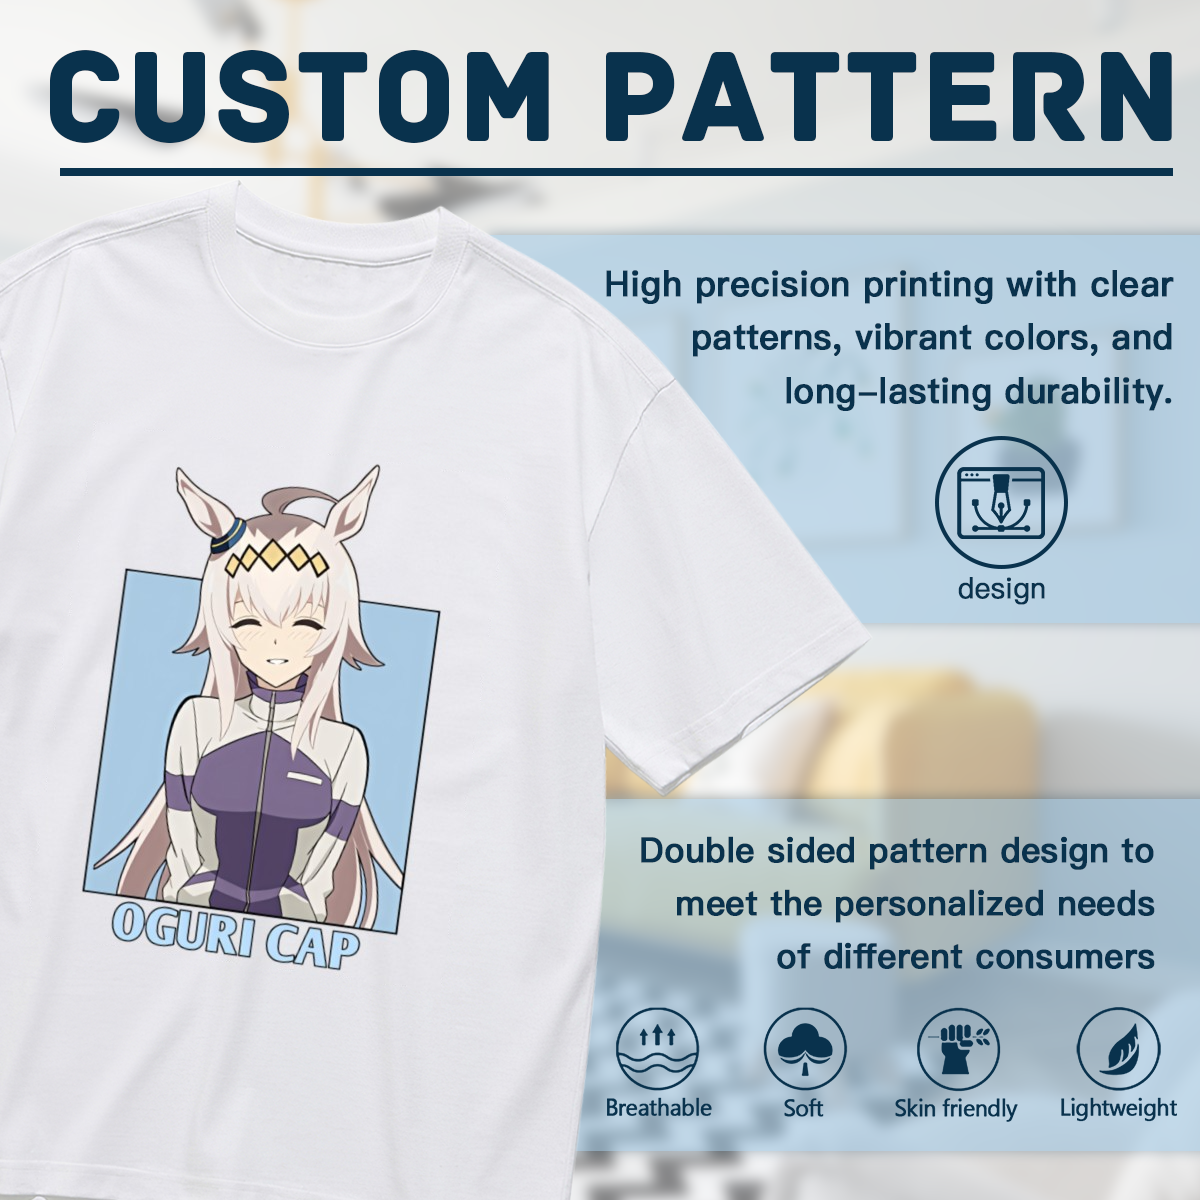 CUSTOM PATTERN
High precision printing with clear
patterns, vibrant colors, and
long–lasting durability.
design
OGURI CAP
Double sided pattern design to
meet the personalized needs
of different consumers
Breathable
Soft
Skin friendly
Lightweight